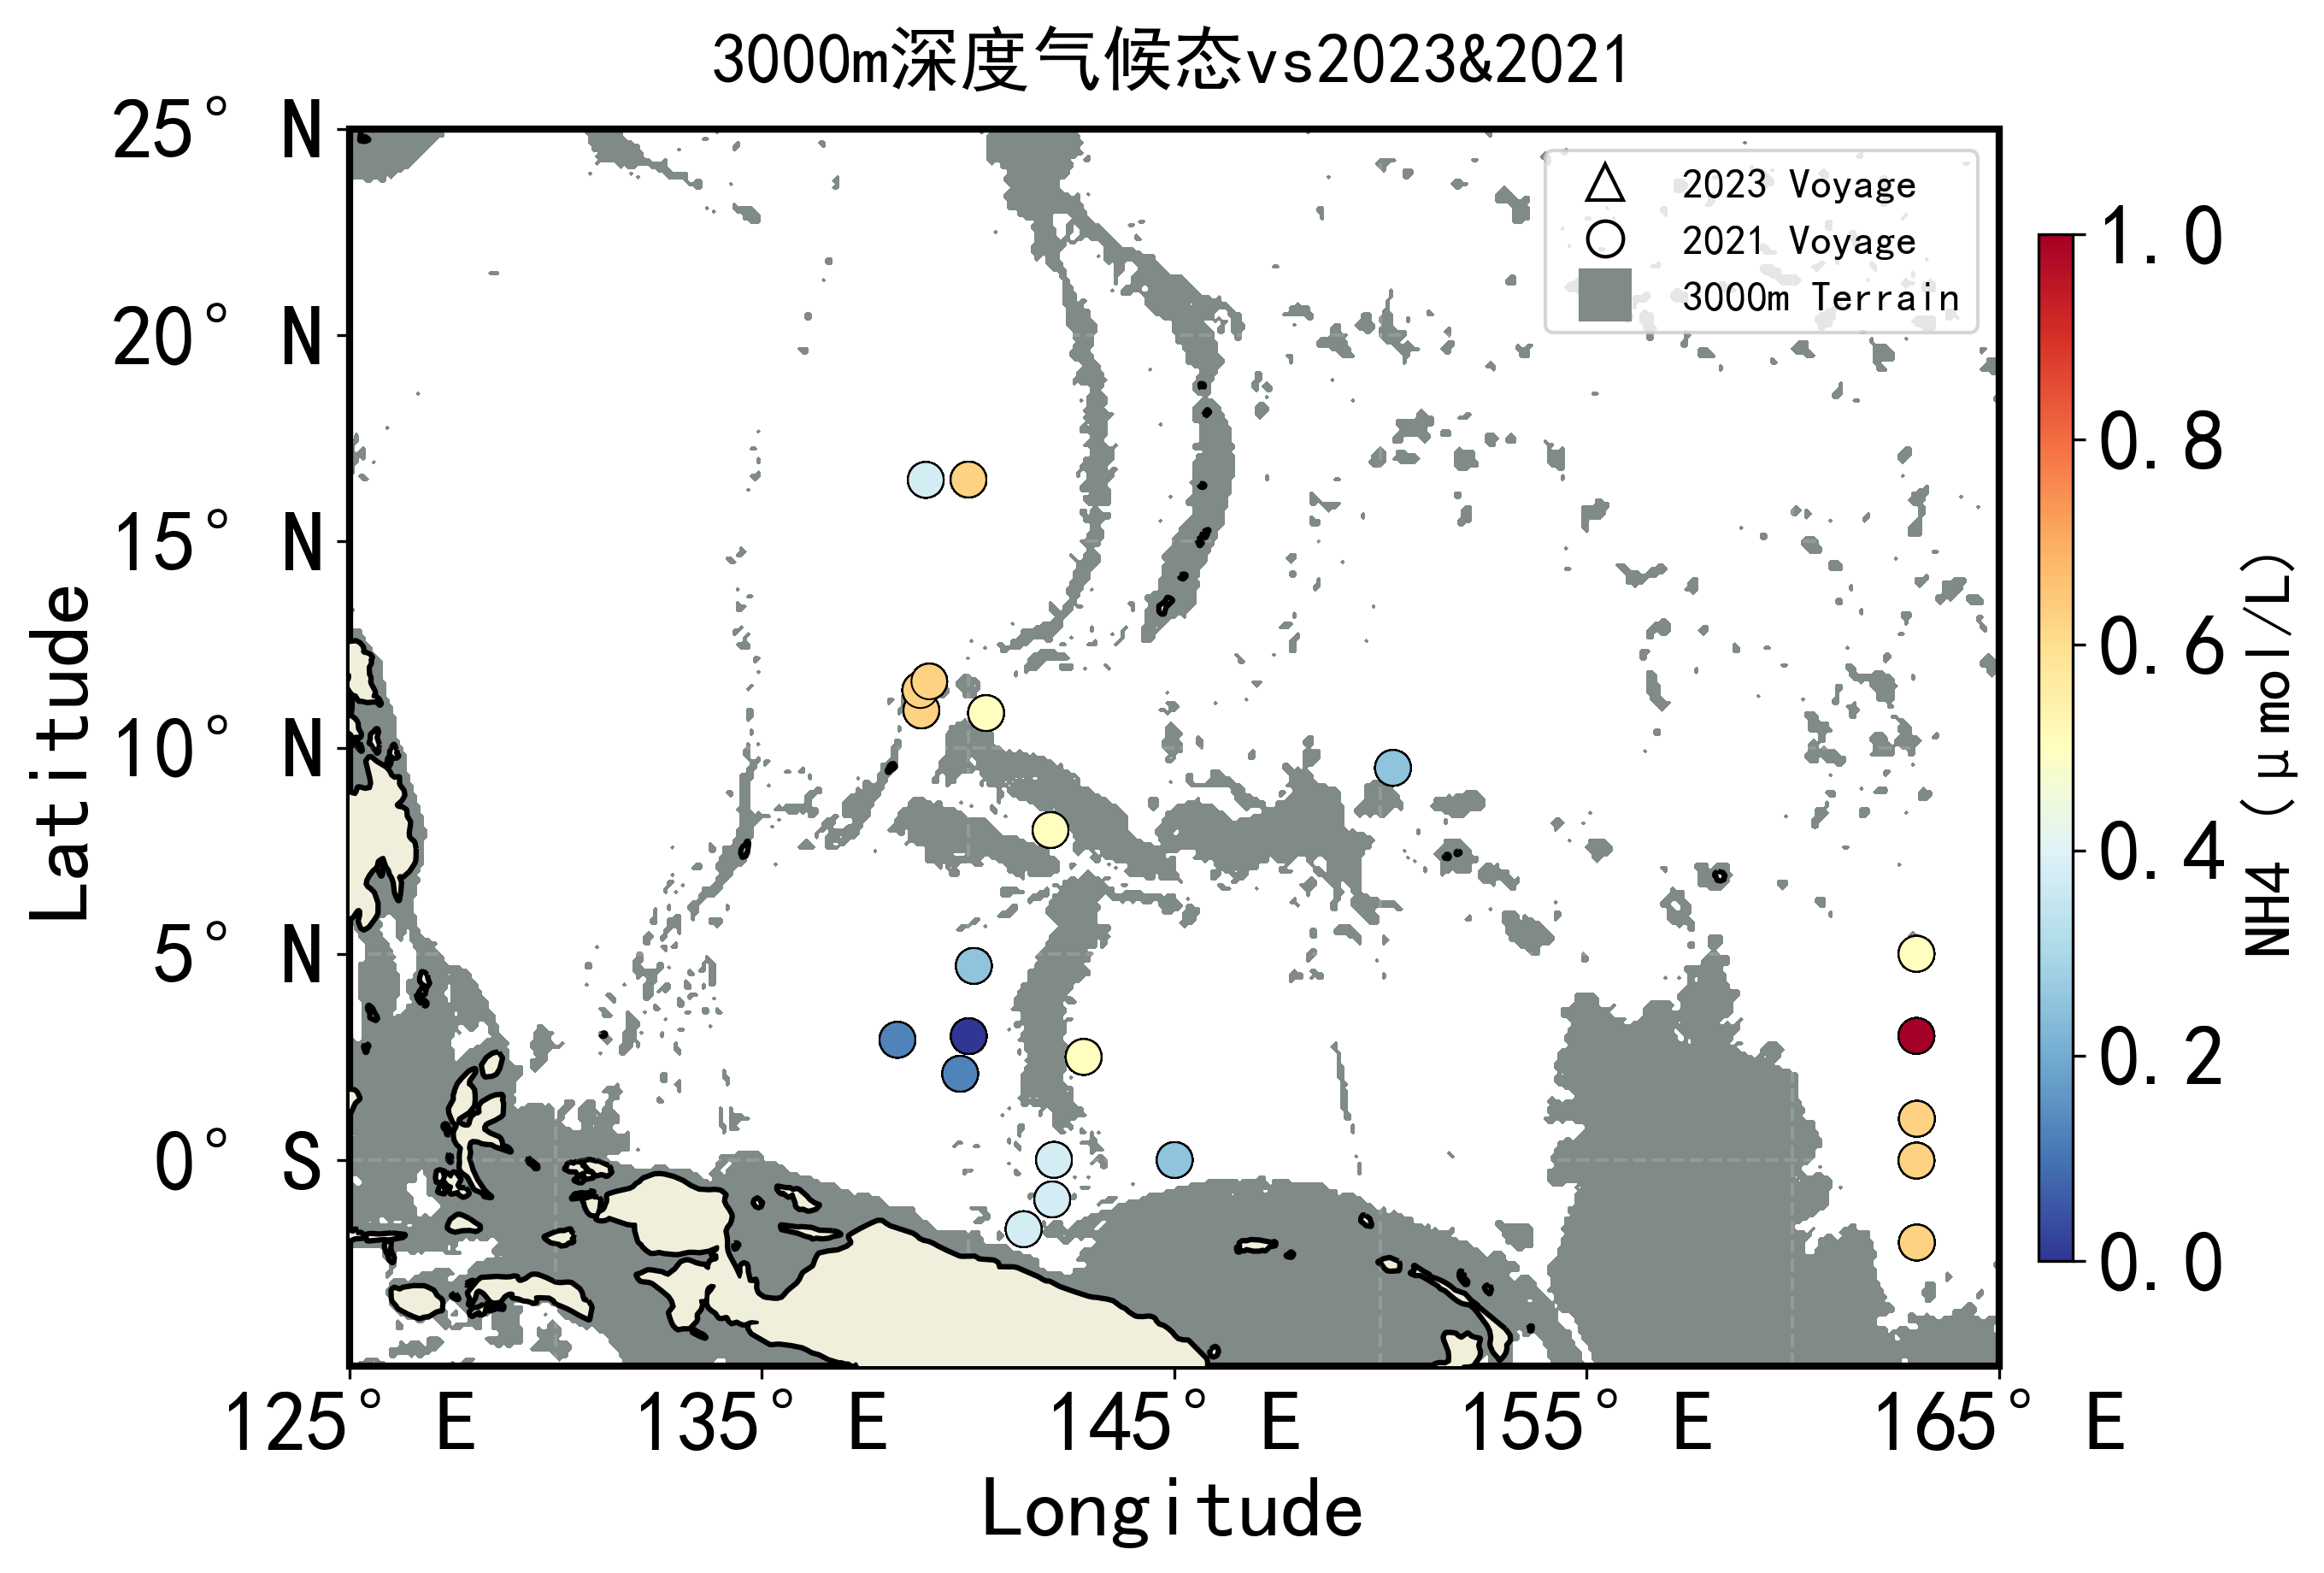 3000m深度气候态vs2023&2021
25° N
20° N
15° N
10° N
5° N
0° S
Latitude
2023 Voyage
2021 Voyage
3000m Terrain
1.0
0.8
0.6
0.4
0.2
0.0
NH4 (μmol/L)
125° E
135° E
145° E
155° E
165° E
Longitude